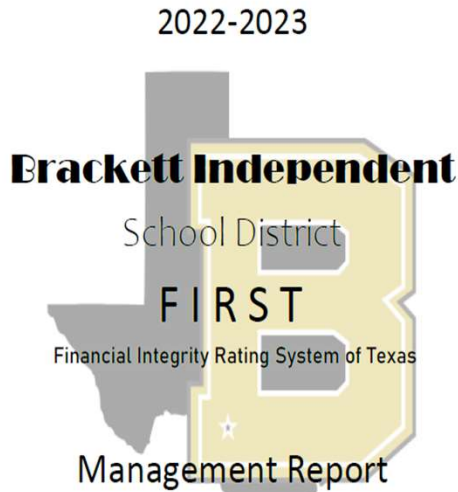 2022-2023
Brackett Independent
School District
FIRST
Financial Integrity Rating System of Texas
B
Management Report